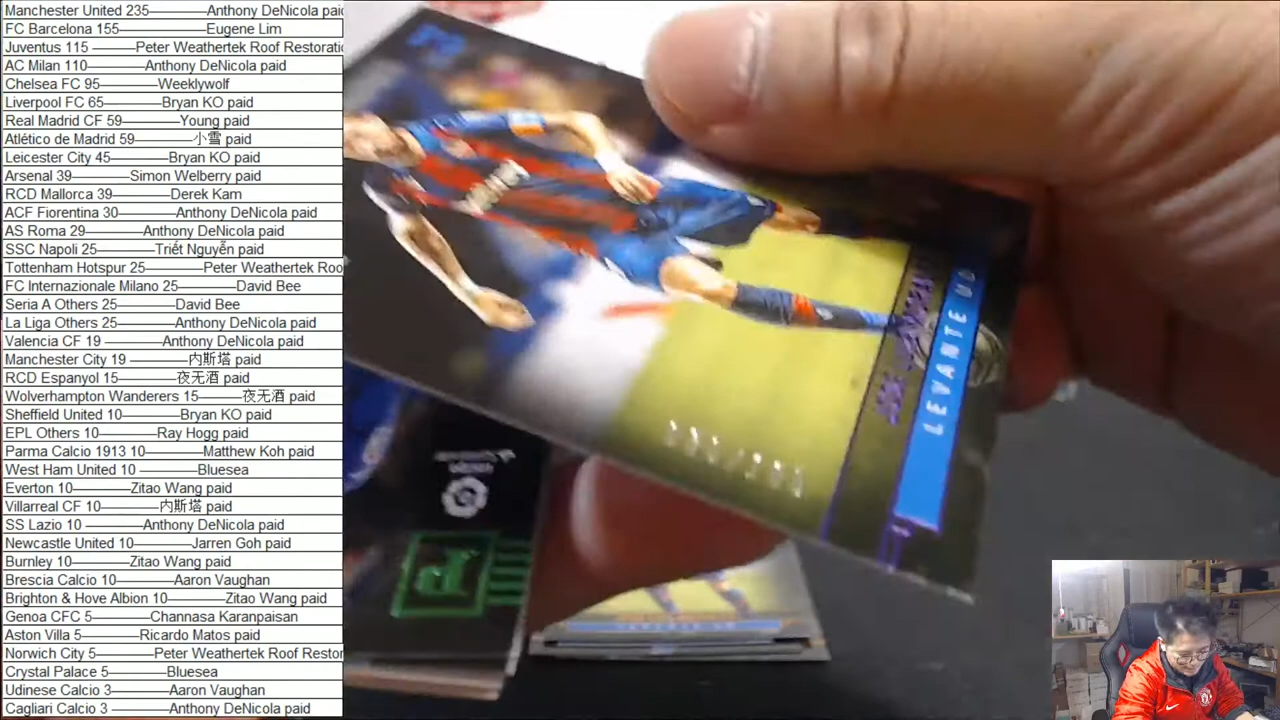 Manchester United 235———Anthony DeNicola paid
FC Barcelona 155————Eugene Lim
Juventus 115 ———Peter Weathertek Roof Restoratio
AC Milan 110————Anthony DeNicola paid
Chelsea FC 95————Weeklywolf
Liverpool FC 65————Bryan KO paid
Real Madrid CF 59————Young paid
Atlético de Madrid 59————小雪 paid
Leicester City 45————Bryan KO paid
Arsenal 39————Simon Welberry paid
RCD Mallorca 39————Derek Kam
ACF Fiorentina 30————Anthony DeNicola paid
AS Roma 29————Anthony DeNicola paid
SSC Napoli 25————Triết Nguyễn paid
Tottenham Hotspur 25————Peter Weathertek Roo
FC Internazionale Milano 25————David Bee
Seria A Others 25————David Bee
La Liga Others 25————Anthony DeNicola paid
Valencia CF 19 ————Anthony DeNicola paid
Manchester City 19 ————内斯塔 paid
RCD Espanyol 15————夜无酒 paid
Wolverhampton Wanderers 15————夜无酒 paid
Sheffield United 10————Bryan KO paid
EPL Others 10————Ray Hogg paid
Parma Calcio 1913 10————Matthew Koh paid
West Ham United 10 ————Bluesea
Everton 10————Zitao Wang paid
Villarreal CF 10————内斯塔 paid
SS Lazio 10 ————Anthony DeNicola paid
Newcastle United 10————Jarren Goh paid
Burnley 10————Zitao Wang paid
Brescia Calcio 10————Aaron Vaughan
Brighton & Hove Albion 10————Zitao Wang paid
Genoa CFC 5————Channasa Karanpaisan
Aston Villa 5————Ricardo Matos paid
Norwich City 5————Peter Weathertek Roof Restor
Crystal Palace 5————Bluesea
Udinese Calcio 3————Aaron Vaughan
Cagliari Calcio 3 ————Anthony DeNicola paid
LEVANTE UD